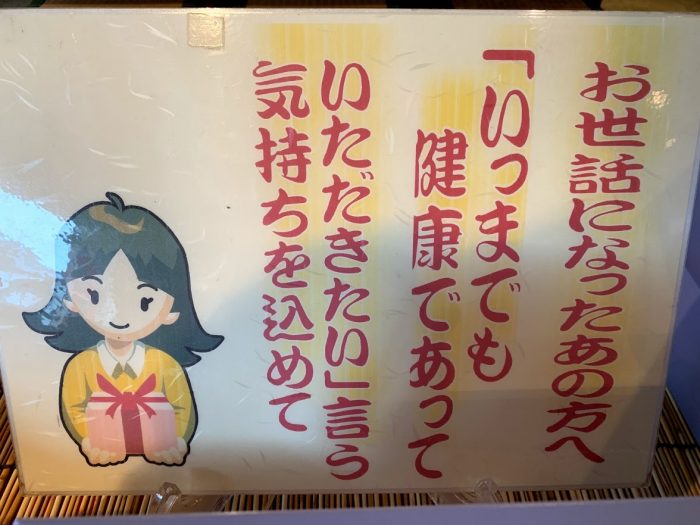 お世話になったあの方へ
「いつまでも
健康であって
いただきたい」言う
気持ちを込めて